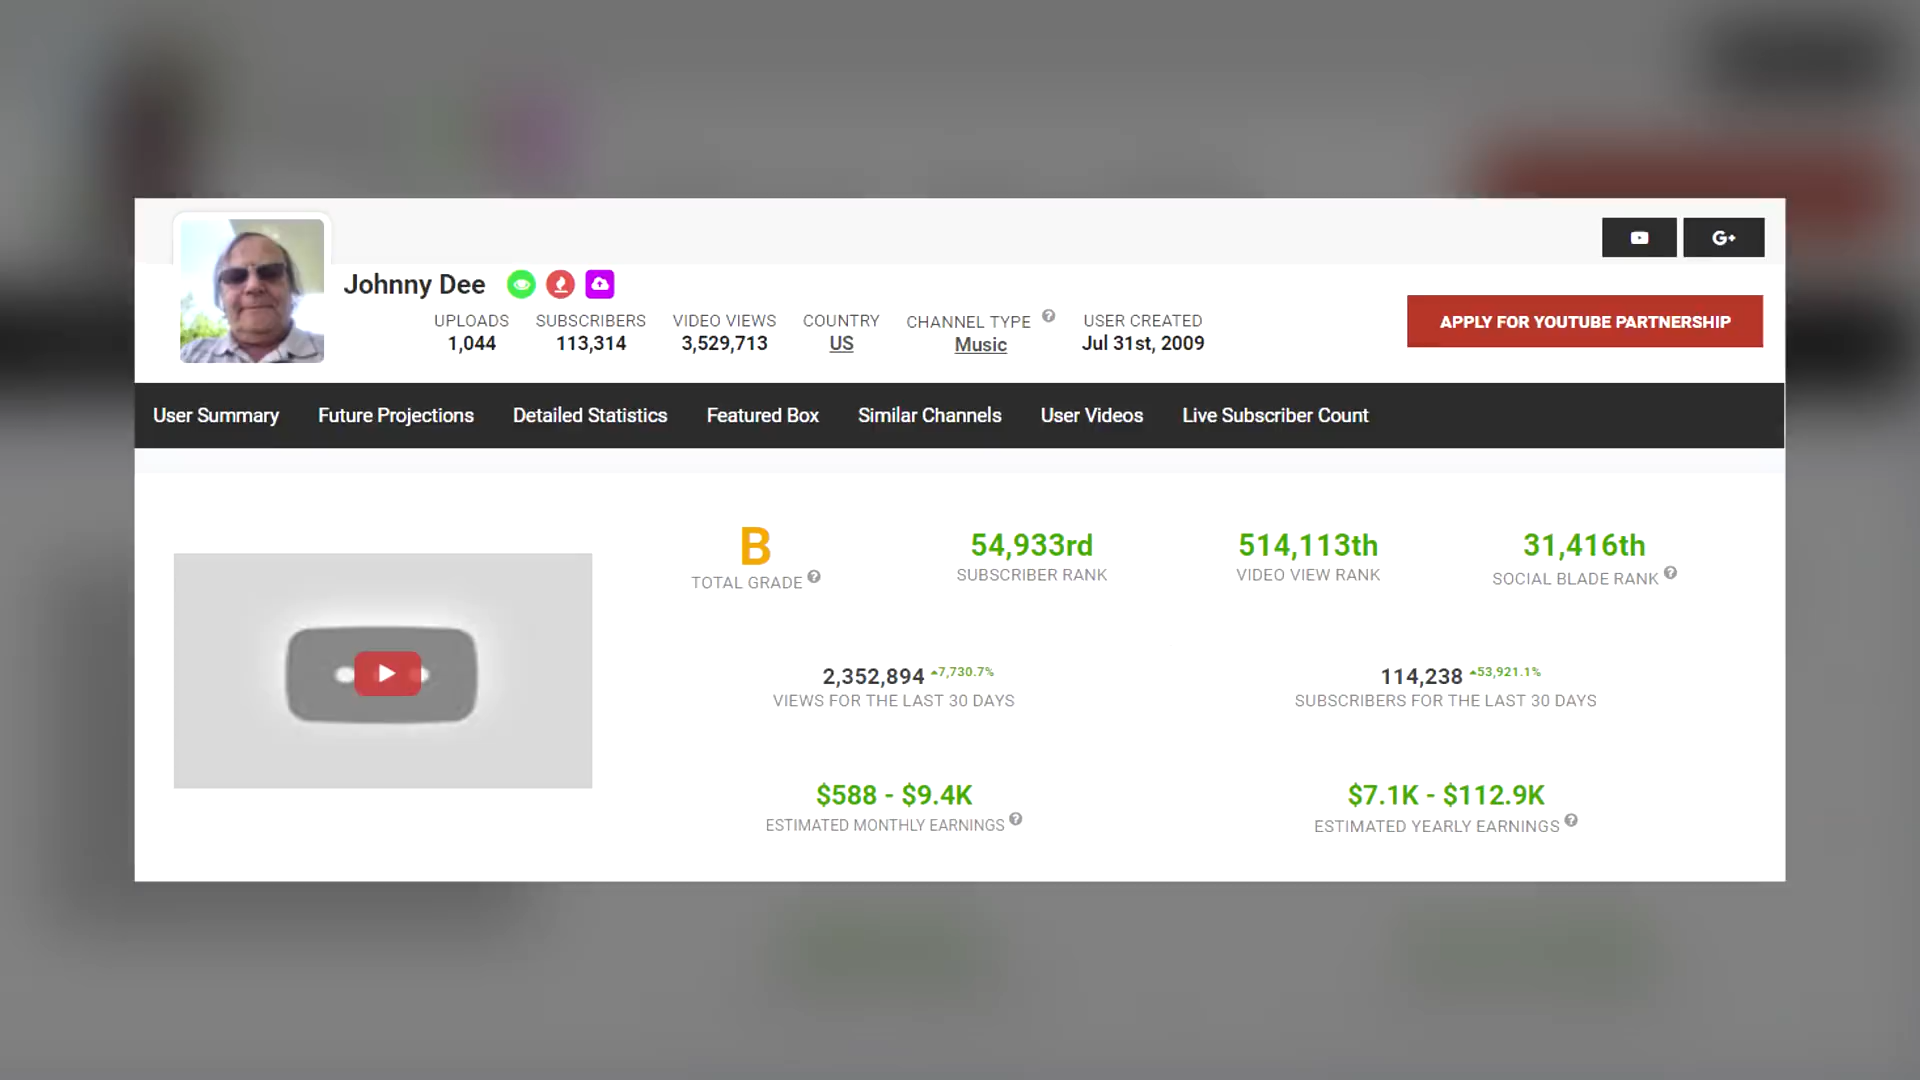 G+
Johnny Dee
UPLOADS SUBSCRIBERS VIDEO VIEWS COUNTRY CHANNEL TYPE ? USER CREATED
1,044 113,314 3,529,713 US Music Jul 31st, 2009
APPLY FOR YOUTUBE PARTNERSHIP
User Summary Future Projections Detailed Statistics Featured Box Similar Channels User Videos Live Subscriber Count
B 54,933rd 514,113th 31,416th
TOTAL GRADE ? SUBSCRIBER RANK VIDEO VIEW RANK SOCIAL BLADE RANK ?
2,352,894 7,730.7% 114,238 53,921.1%
VIEWS FOR THE LAST 30 DAYS SUBSCRIBERS FOR THE LAST 30 DAYS
$588 - $9.4K $7.1K - $112.9K
ESTIMATED MONTHLY EARNINGS ? ESTIMATED YEARLY EARNINGS ?